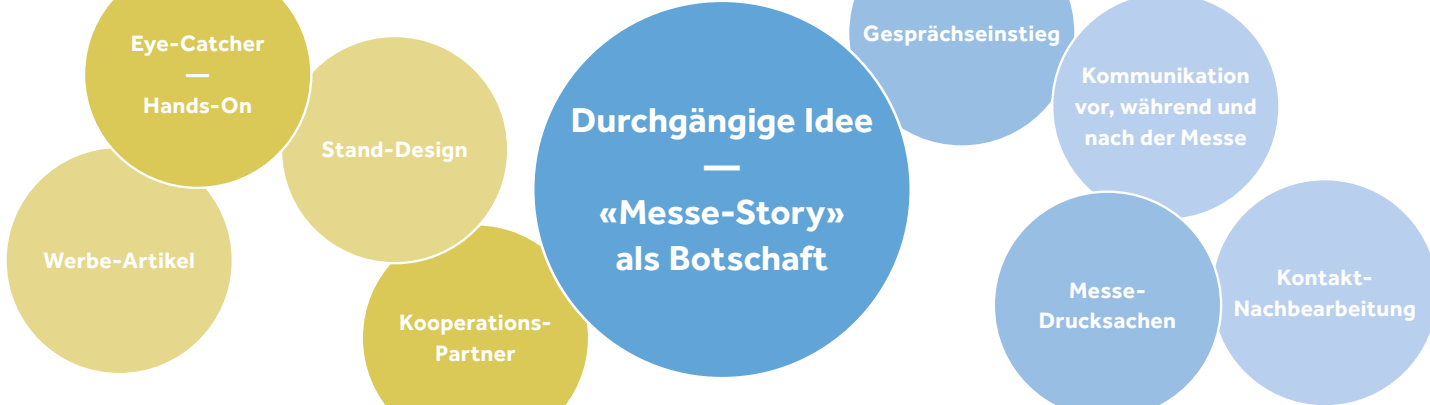 Eye-Catcher
—
Hands-On
Stand-Design
Werbe-Artikel
Kooperations-
Partner
Durchgängige Idee
—
«Messe-Story»
als Botschaft
Gesprächseinstieg
Kommunikation
vor, während und
nach der Messe
Messe-
Drucksachen
Kontakt-
Nachbearbeitung